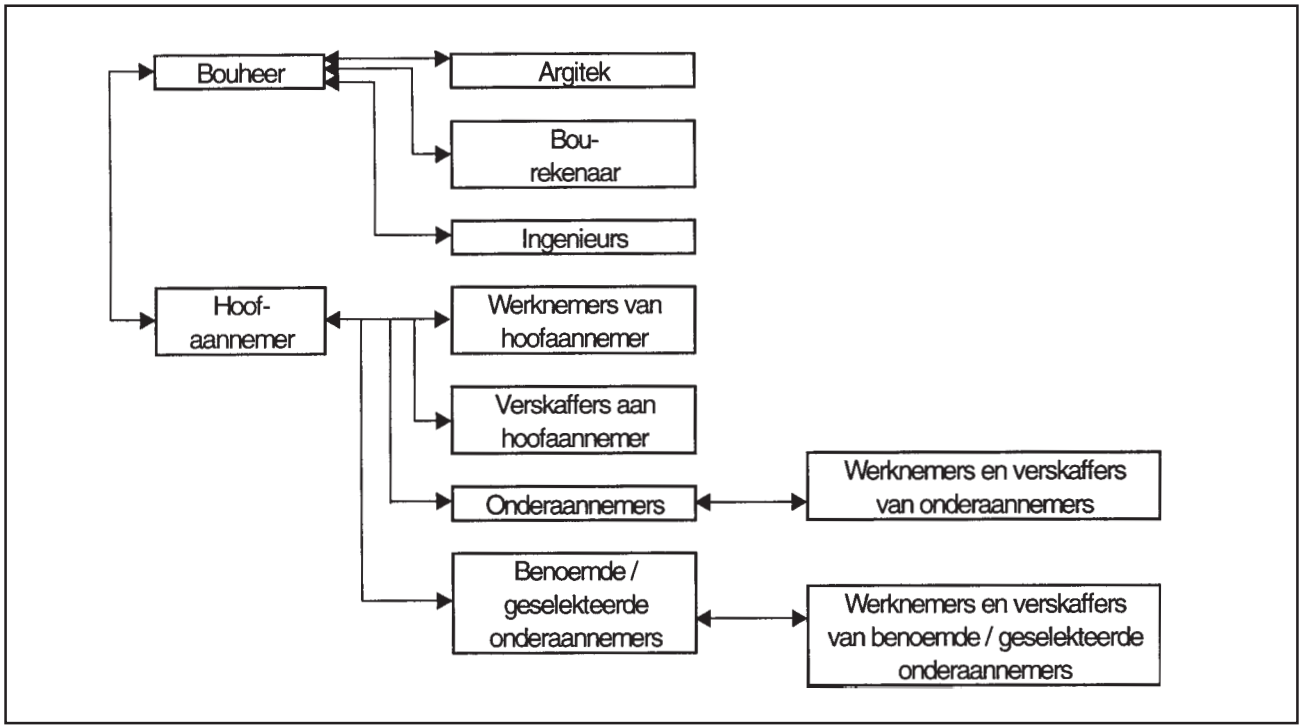 Bouheer
Argitek
Bou-
rekenaar
Ingenieurs
Hoof-
aannemer
Werknemers van
hoofaannemer
Verskaffers aan
hoofaannemer
Onderaannemers
Werknemers en verskaffers
van onderaannemers
Benoemde /
geselekteerde
onderaannemers
Werknemers en verskaffers
van benoemde / geselekteerde
onderaannemers